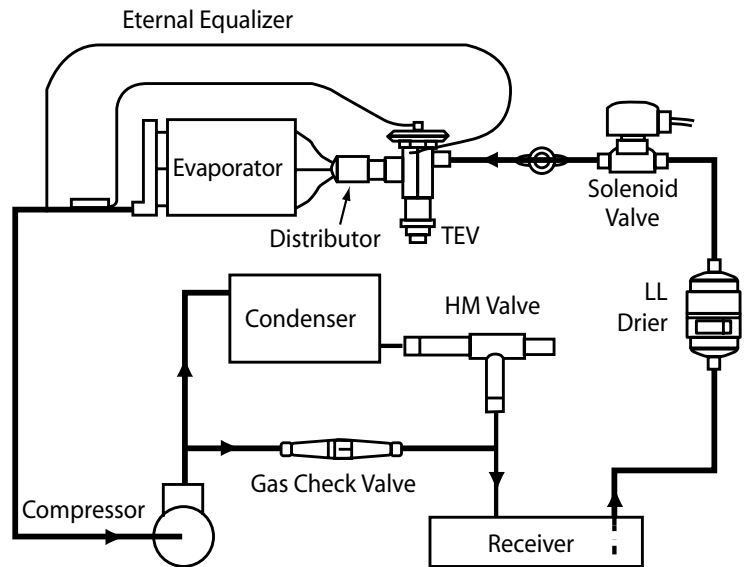 Eternal Equalizer
Evaporator
Distributor
TEV
Solenoid
Valve
LL
Drier
Condenser
HM Valve
Gas Check Valve
Compressor
Receiver